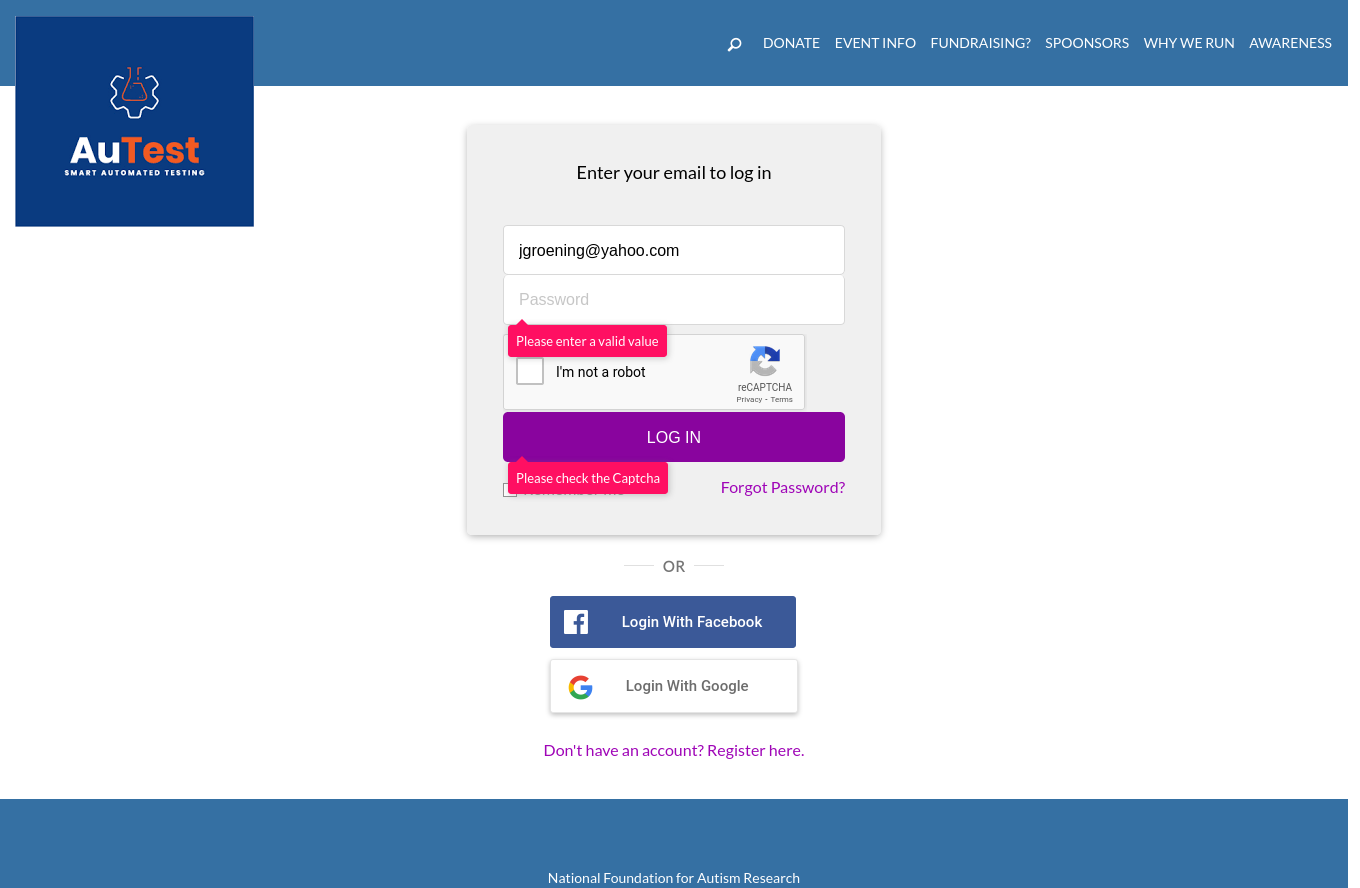 DONATE EVENT INFO FUNDRAISING? SPOONSORS WHY WE RUN AWARENESS
AuTest
SMART AUTOMATED TESTING
Enter your email to log in
jgroening@yahoo.com
Password
Please enter a valid value
I'm not a robot
reCAPTCHA
Privacy - Terms
LOG IN
Please check the Captcha
Forgot Password?
OR
Login With Facebook
Login With Google
Don't have an account? Register here.
National Foundation for Autism Research